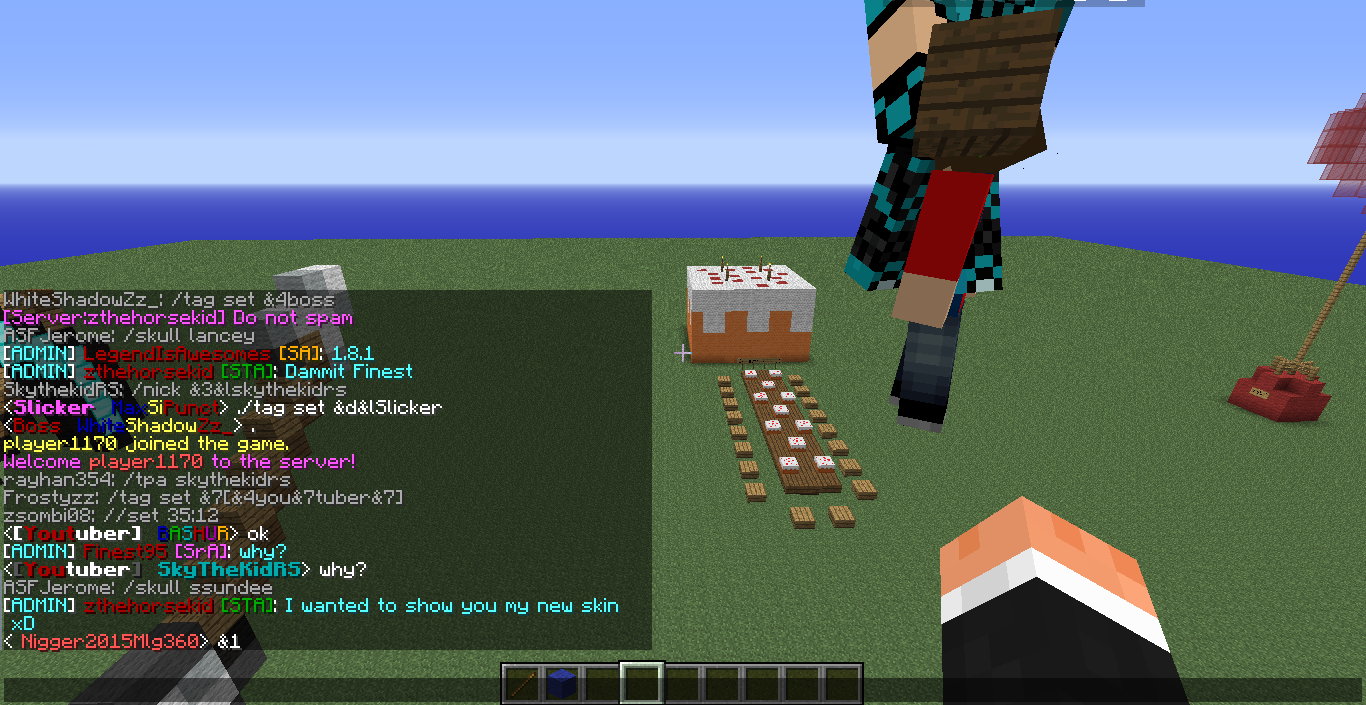 WhiteShadowZz_: /tag set &4boss
[Server:zthehorsekid] Do not spam
ASFJerome: /skull lancey
[ADMIN] LegendIsAwesomes [SA]: 1.8.1
[ADMIN] zthehorsekid [STA]: Dammit Finest
SkythekidRS: /nick &3&lskythekidrs
<Slicker MaxSiPunct> ./tag set &d&lSlicker
<Boss WhiteShadowZz_> .
player1170 joined the game.
Welcome player1170 to the server!
rayhan354: /tpa skythekidrs
Frostyzz: /tag set &7[&4you&7tuber&7]
zsombi08: //set 35:12
<[Youtuber] BASHUR> ok
[ADMIN] Finest95 [SrA]: why?
<[Youtuber] SkyTheKidRS> why?
ASFJerome: /skull ssundee
[ADMIN] zthehorsekid [STA]: I wanted to show you my new skin
xD
< Nigger2015Mlg360> &1